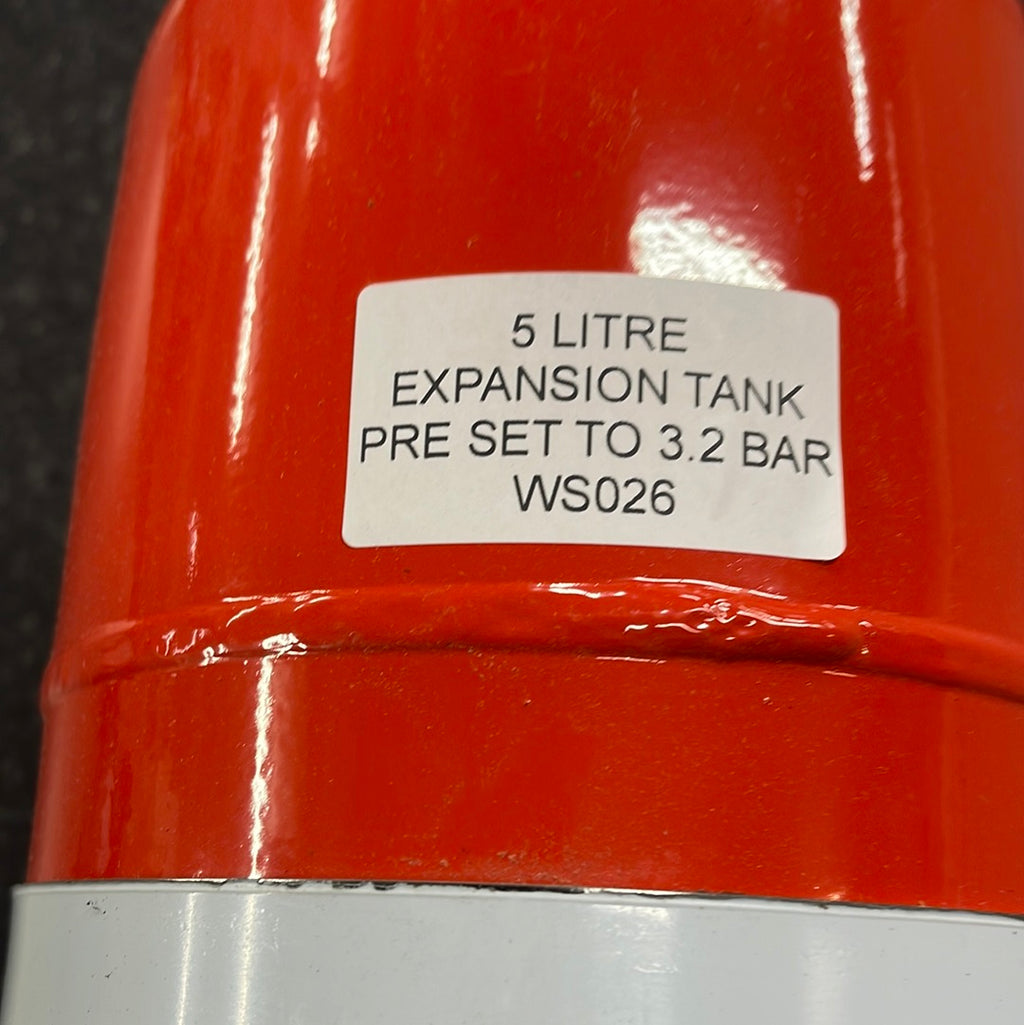 5 LITRE
EXPANSION TANK
PRE SET TO 3.2 BAR
WS026